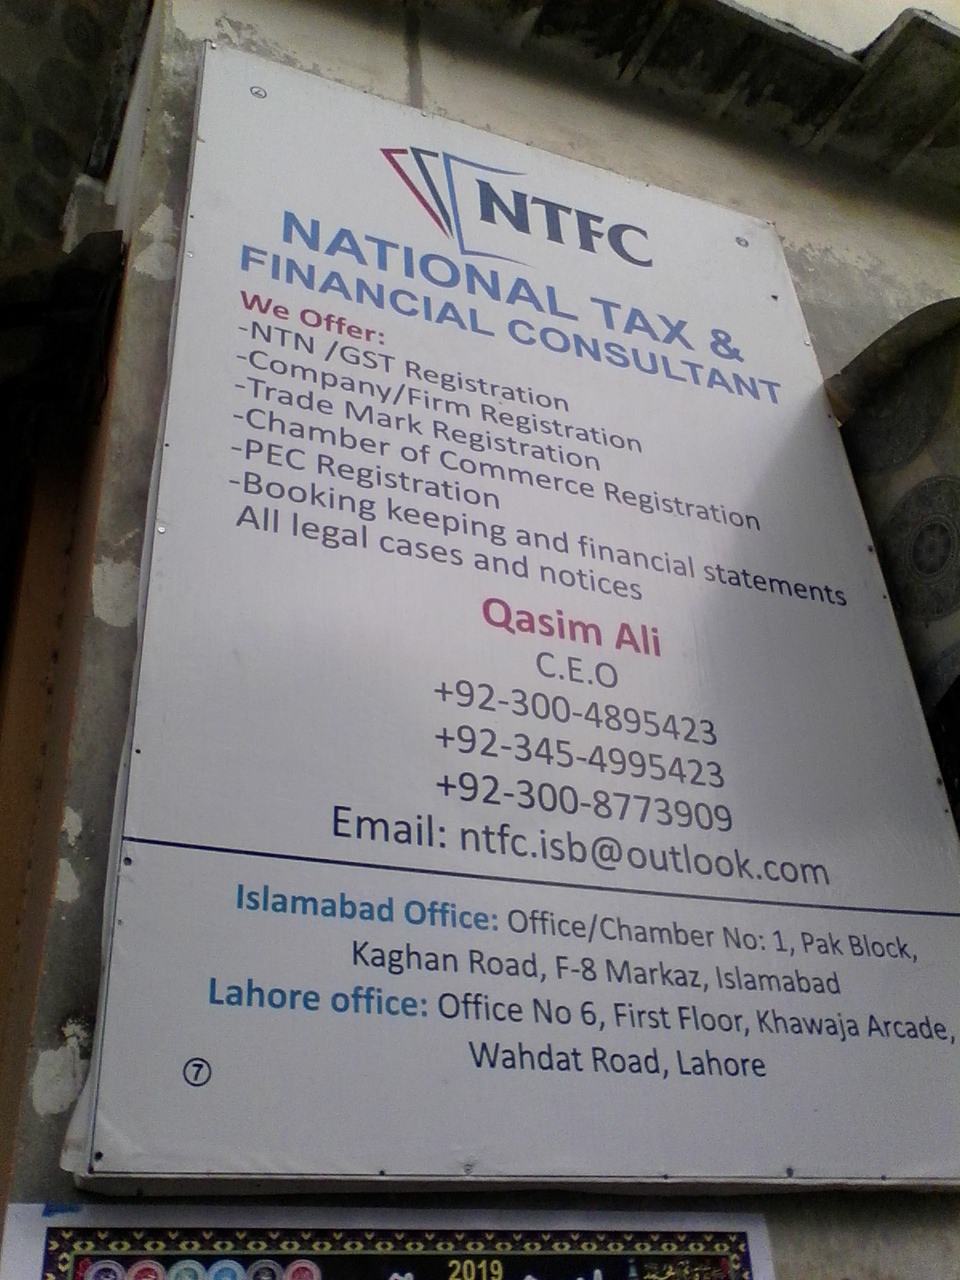 NTFC
NATIONAL TAX &
FINANCIAL CONSULTANT
We Offer:
-NTN /GST Registration
-Company/Firm Registration
-Trade Mark Registration
-Chamber of Commerce Registration
-PEC Registration
-Booking keeping and financial statements
All legal cases and notices
Qasim Ali
C.E.O
+92-300-4895423
+92-345-4995423
+92-300-8773909
Email: ntfc.isb@outlook.com
Islamabad Office: Office/Chamber No: 1, Pak Block,
Kaghan Road, F-8 Markaz, Islamabad
Lahore office: Office No 6, First Floor, Khawaja Arcade,
Wahdat Road, Lahore
7
2019